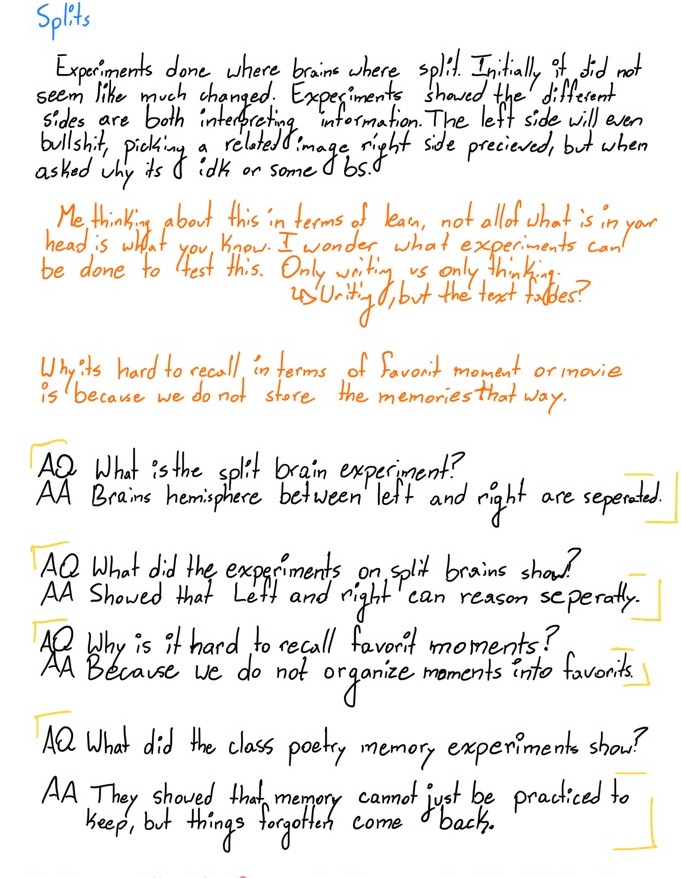 Splits
Experiments done where brains where split. Initially it did not
seem like much changed. Experiments showed the different
sides are both interpreting information. The left side will even
bullshit, picking a related image right side precieved, but when
asked why its idk or some bs.
Me thinking about this in terms of lean, not all of what is in your
head is what you know. I wonder what experiments can
be done to test this. Only writing vs only thinking.
↳ Writing, but the text fades?
Why its hard to recall in terms of favorit moment or movie
is because we do not store the memories that way.
AQ What is the split brain experiment?
AA Brains hemisphere between left and right are seperated.
AQ What did the experiments on split brains show?
AA Showed that Left and right can reason seperatly.
AQ Why is it hard to recall favorit moments?
AA Because we do not organize moments into favorits.
AQ What did the class poetry memory experiments show?
AA They showed that memory cannot just be practiced to
keep, but things forgotten come back.